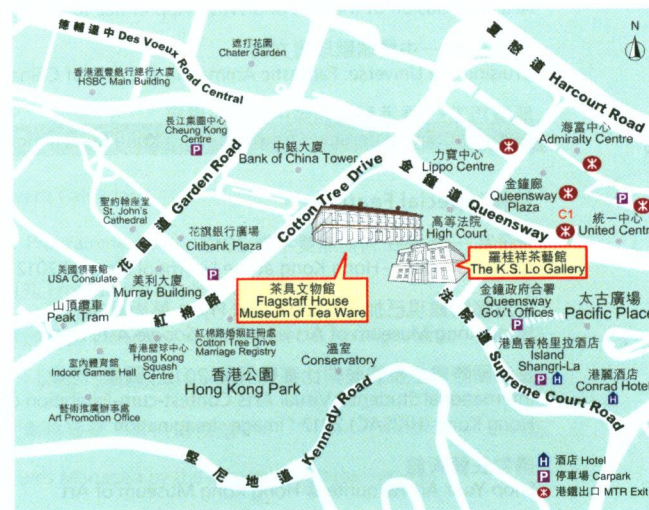 德輔道中 Des Voeux Road Central
遮打花園
Chater Garden
香港滙豐銀行總行大廈
HSBC Main Building
夏慤道 Harcourt Road
N
長江集團中心
Cheung Kong
Centre
P
中銀大廈
Bank of China Tower
力寶中心
Lippo Centre
海富中心
Admiralty Centre
花園道 Garden Road
Cotton Tree Drive
金鐘道 Queensway
金鐘廊
Queensway
Plaza
C1
P
統一中心
United Centr
聖約翰座堂
St. John's
Cathedral
花旗銀行廣場
Citibank Plaza
高等法院
High Court
羅桂祥茶藝館
The K.S. Lo Gallery
美國領事館
USA Consulate
美利大廈
Murray Building
P
紅棉路
茶具文物館
Flagstaff House
Museum of Tea Ware
山頂纜車
Peak Tram
金鐘政府合署
Queensway
Gov't Offices
太古廣場
Pacific Place
法院道 Supreme Court Road
紅棉路婚姻註冊處
Cotton Tree Drive
Marriage Registry
香港壁球中心
Hong Kong
Squash
Centre
室內體育館
Indoor Games Hall
溫室
Conservatory
港島香格里拉酒店
Island
Shangri-La
P H
港麗酒店
Conrad Hotel
H
香港公園
Hong Kong Park
藝術推廣辦事處
Art Promotion Office
堅尼地道 Kennedy Road
H 酒店 Hotel
P 停車場 Carpark
港鐵出口 MTR Exit